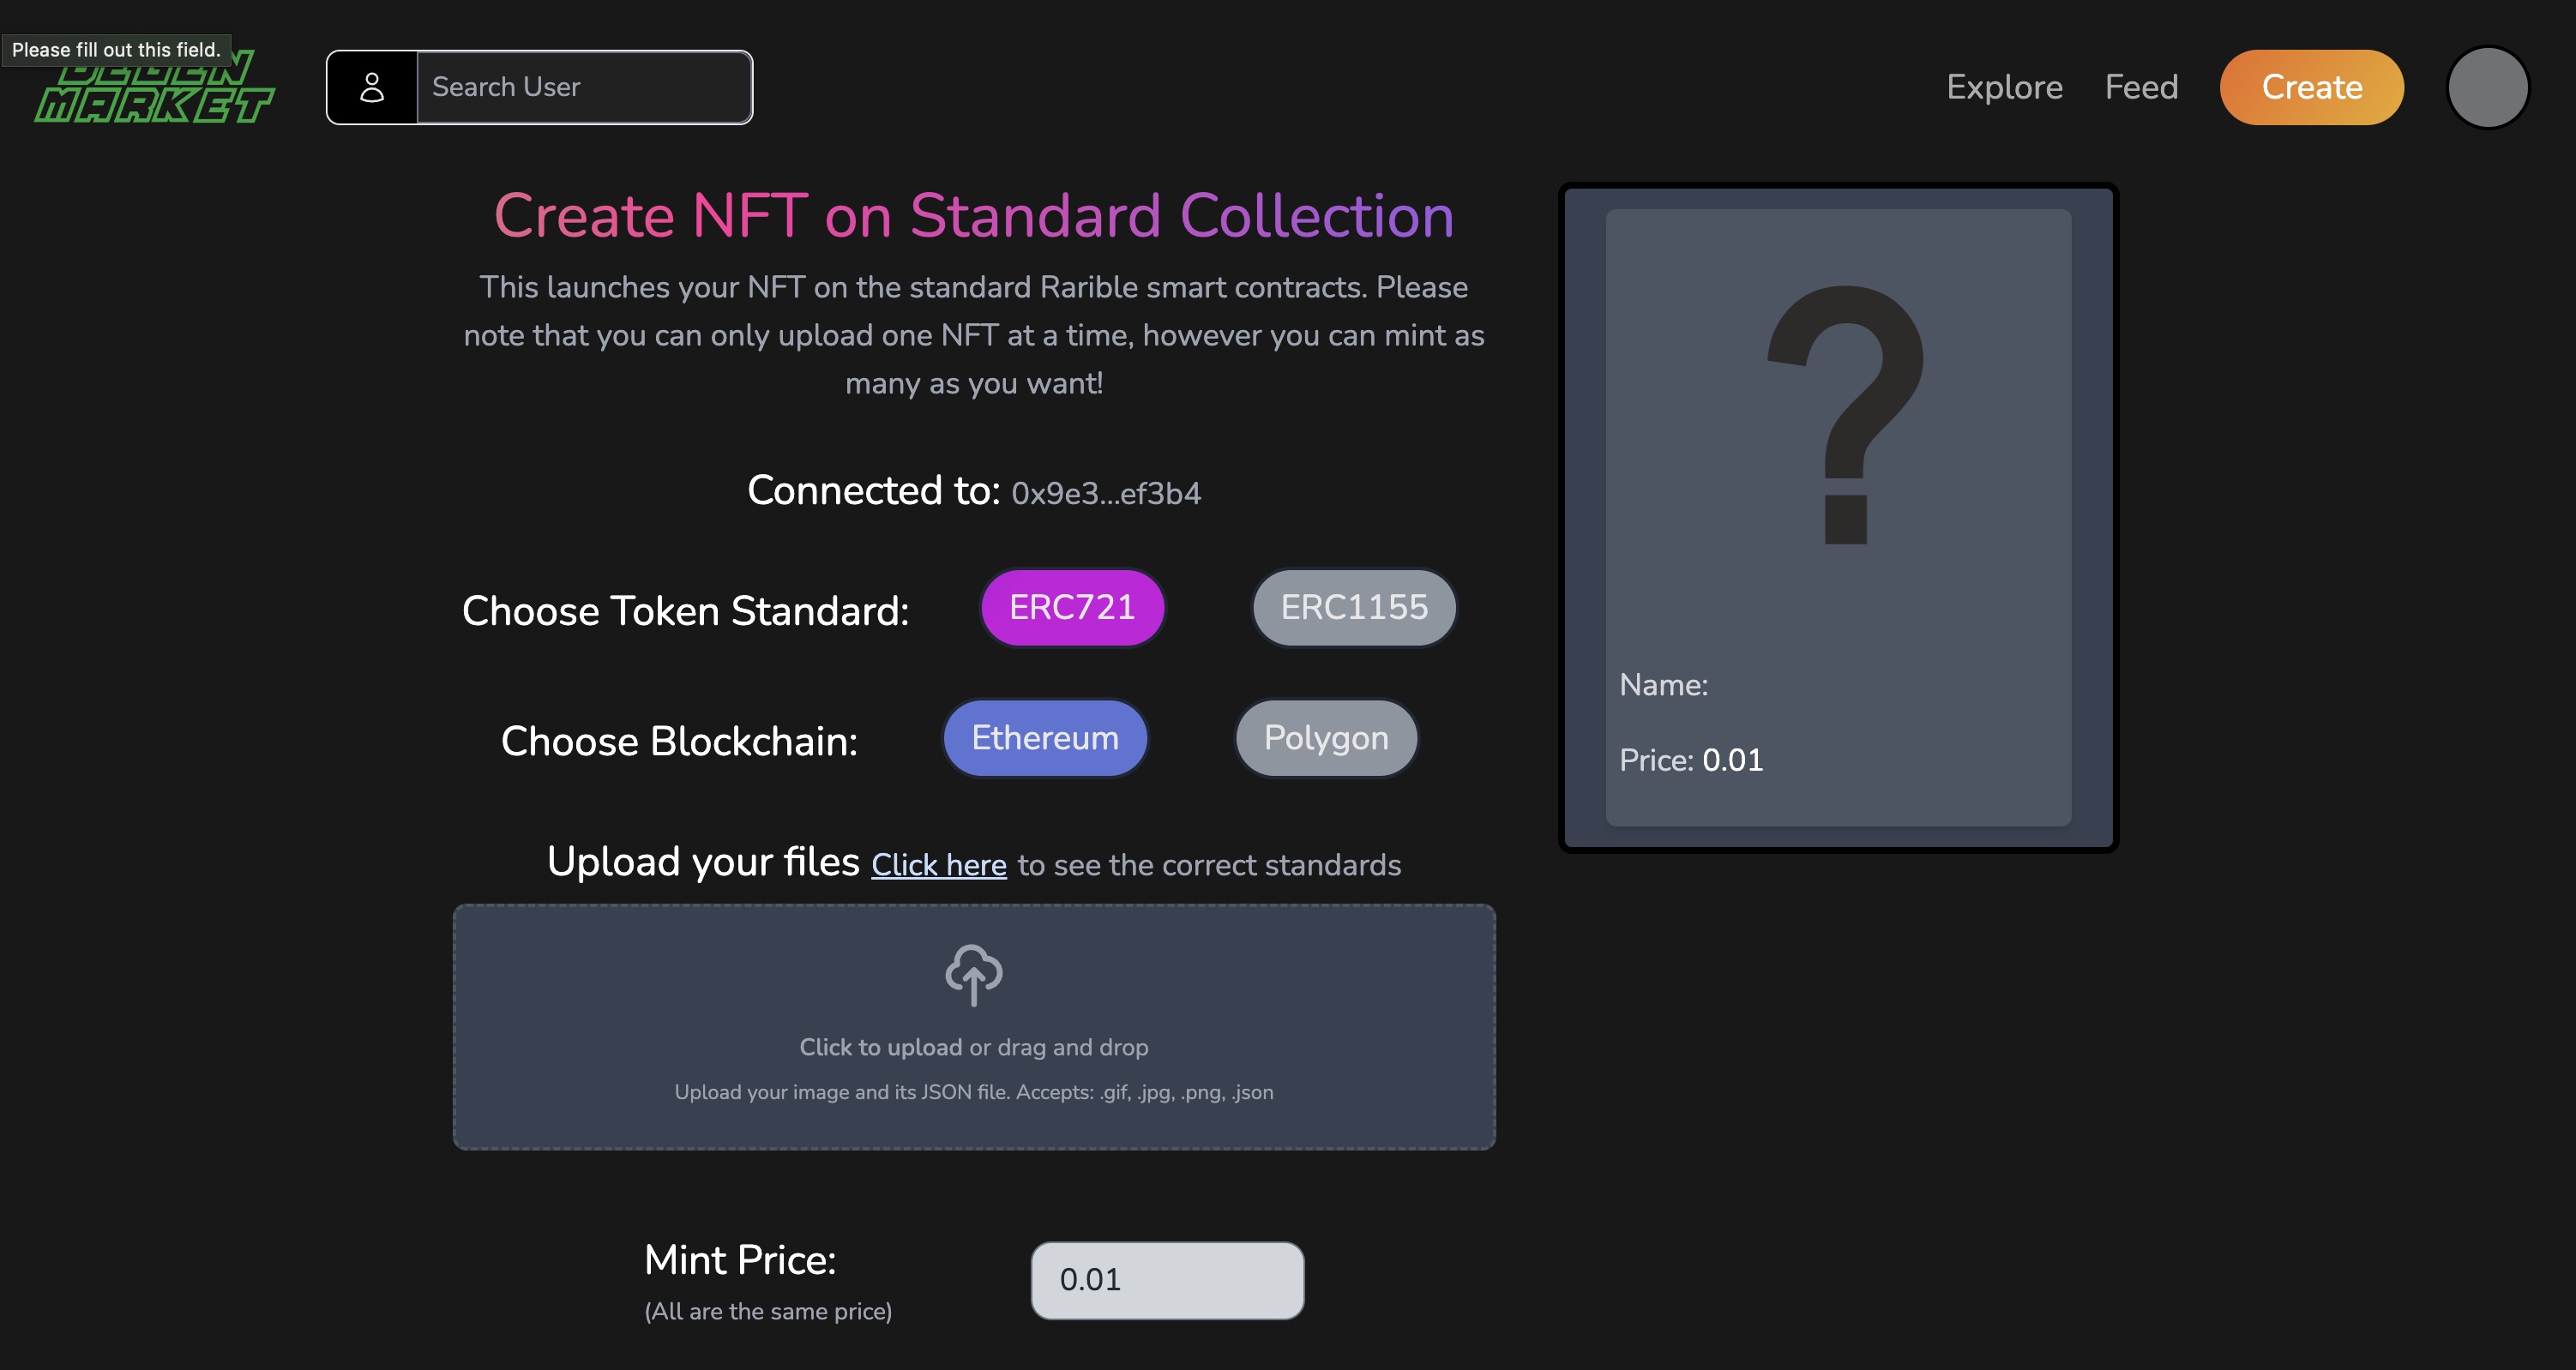 Please fill out this field.
DEGEN
MARKET
Search User
Explore
Feed
Create
Create NFT on Standard Collection
This launches your NFT on the standard Rarible smart contracts. Please
note that you can only upload one NFT at a time, however you can mint as
many as you want!
Connected to: 0x9e3...ef3b4
Choose Token Standard:
ERC721
ERC1155
Choose Blockchain:
Ethereum
Polygon
Upload your files Click here to see the correct standards
Click to upload or drag and drop
Upload your image and its JSON file. Accepts: .gif, .jpg, .png, .json
Mint Price:
(All are the same price)
0.01
?
Name:
Price: 0.01